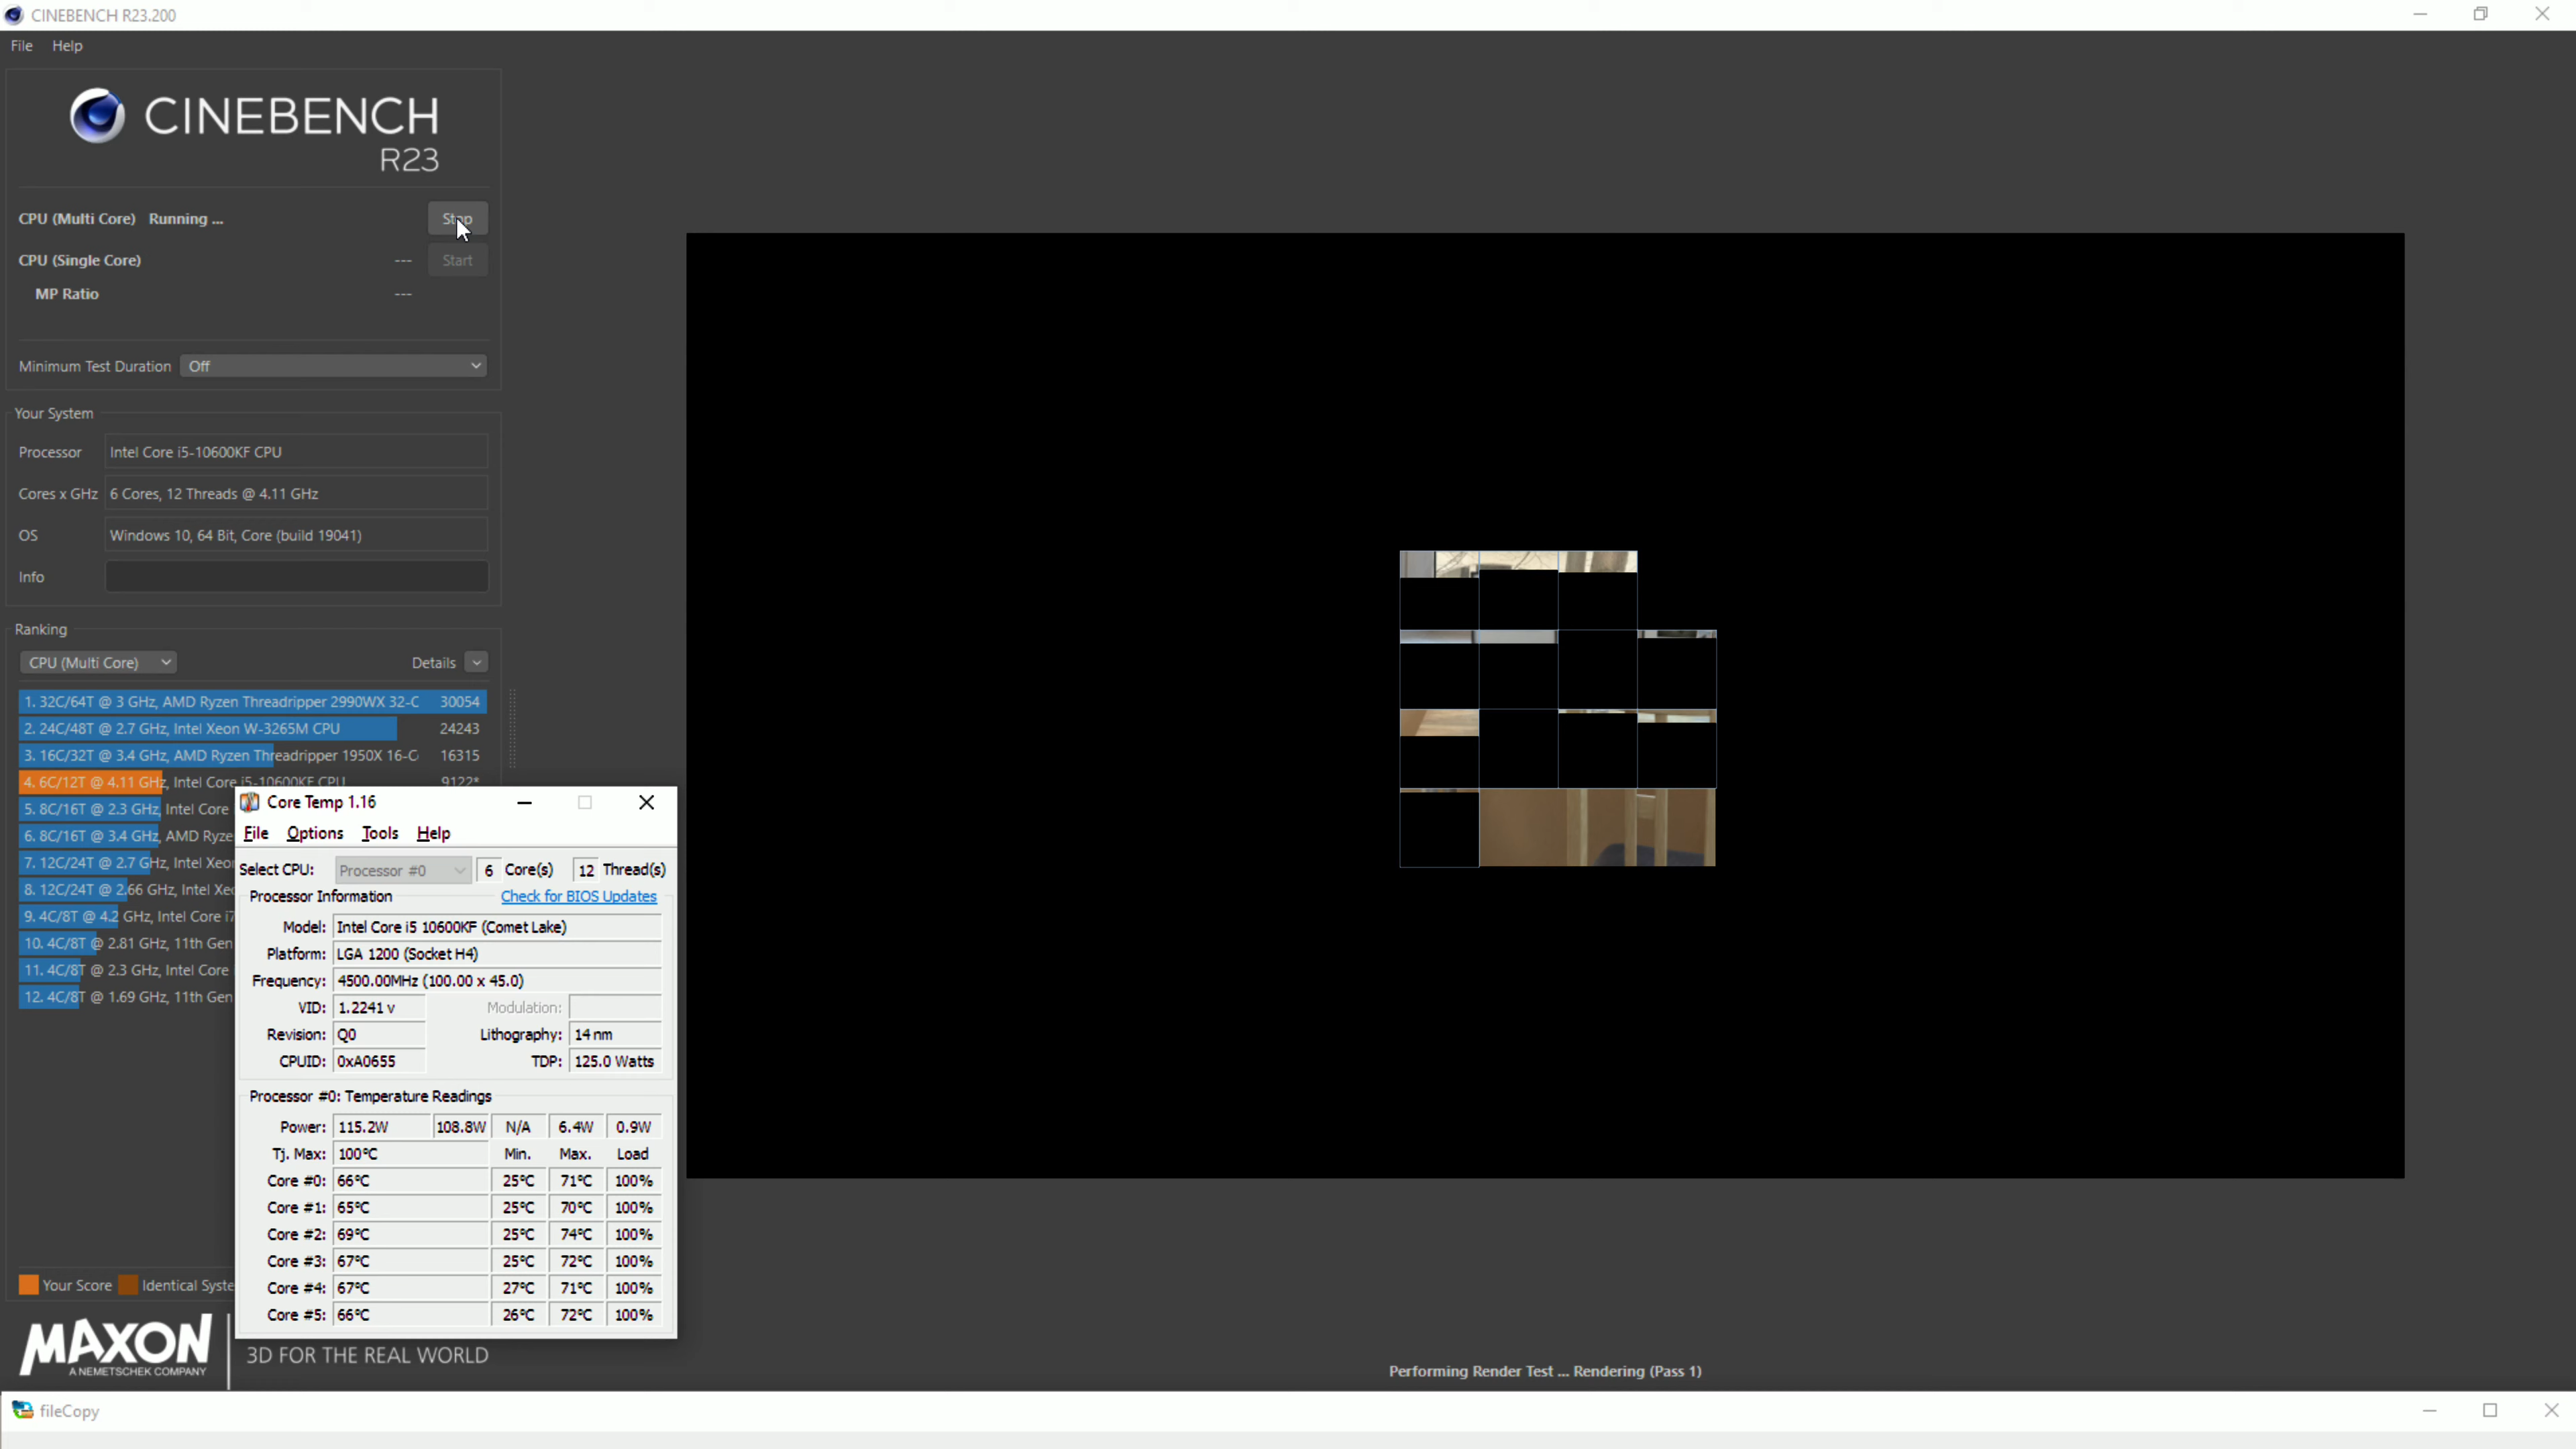 CINEBENCH R23.200
File Help
CINEBENCH
R23
CPU (Multi Core) Running ... Stop
CPU (Single Core) --- Start
MP Ratio ---
Minimum Test Duration Off
Your System
Processor Intel Core i5-10600KF CPU
Cores x GHz 6 Cores, 12 Threads @ 4.11 GHz
OS Windows 10, 64 Bit, Core (build 19041)
Info
Ranking
CPU (Multi Core) Details
1. 32C/64T @ 3 GHz, AMD Ryzen Threadripper 2990WX 32-C 30054
2. 24C/48T @ 2.7 GHz, Intel Xeon W-3265M CPU 24243
3. 16C/32T @ 3.4 GHz, AMD Ryzen Threadripper 1950X 16-C 16315
4. 6C/12T @ 4.11 GHz, Intel Core i5-10600KF CPU 9122*
5. 8C/16T @ 2.3 GHz, Intel Core
6. 8C/16T @ 3.4 GHz, AMD Ryze
7. 12C/24T @ 2.7 GHz, Intel Xeo
8. 12C/24T @ 2.66 GHz, Intel Xe
9. 4C/8T @ 4.2 GHz, Intel Core i7
10. 4C/8T @ 2.81 GHz, 11th Gen
11. 4C/8T @ 2.3 GHz, Intel Core
12. 4C/8T @ 1.69 GHz, 11th Gen
Your Score Identical Syste
MAXON
A NEMETSCHEK COMPANY
3D FOR THE REAL WORLD
Core Temp 1.16
File Options Tools Help
Select CPU: Processor #0 6 Core(s) 12 Thread(s)
Processor Information Check for BIOS Updates
Model: Intel Core i5 10600KF (Comet Lake)
Platform: LGA 1200 (Socket H4)
Frequency: 4500.00MHz (100.00 x 45.0)
VID: 1.2241 v Modulation:
Revision: Q0 Lithography: 14 nm
CPUID: 0xA0655 TDP: 125.0 Watts
Processor #0: Temperature Readings
Power: 115.2W 108.8W N/A 6.4W 0.9W
Tj. Max: 100°C Min. Max. Load
Core #0: 66°C 25°C 71°C 100%
Core #1: 65°C 25°C 70°C 100%
Core #2: 69°C 25°C 74°C 100%
Core #3: 67°C 25°C 72°C 100%
Core #4: 67°C 27°C 71°C 100%
Core #5: 66°C 26°C 72°C 100%
Performing Render Test ... Rendering (Pass 1)
fileCopy